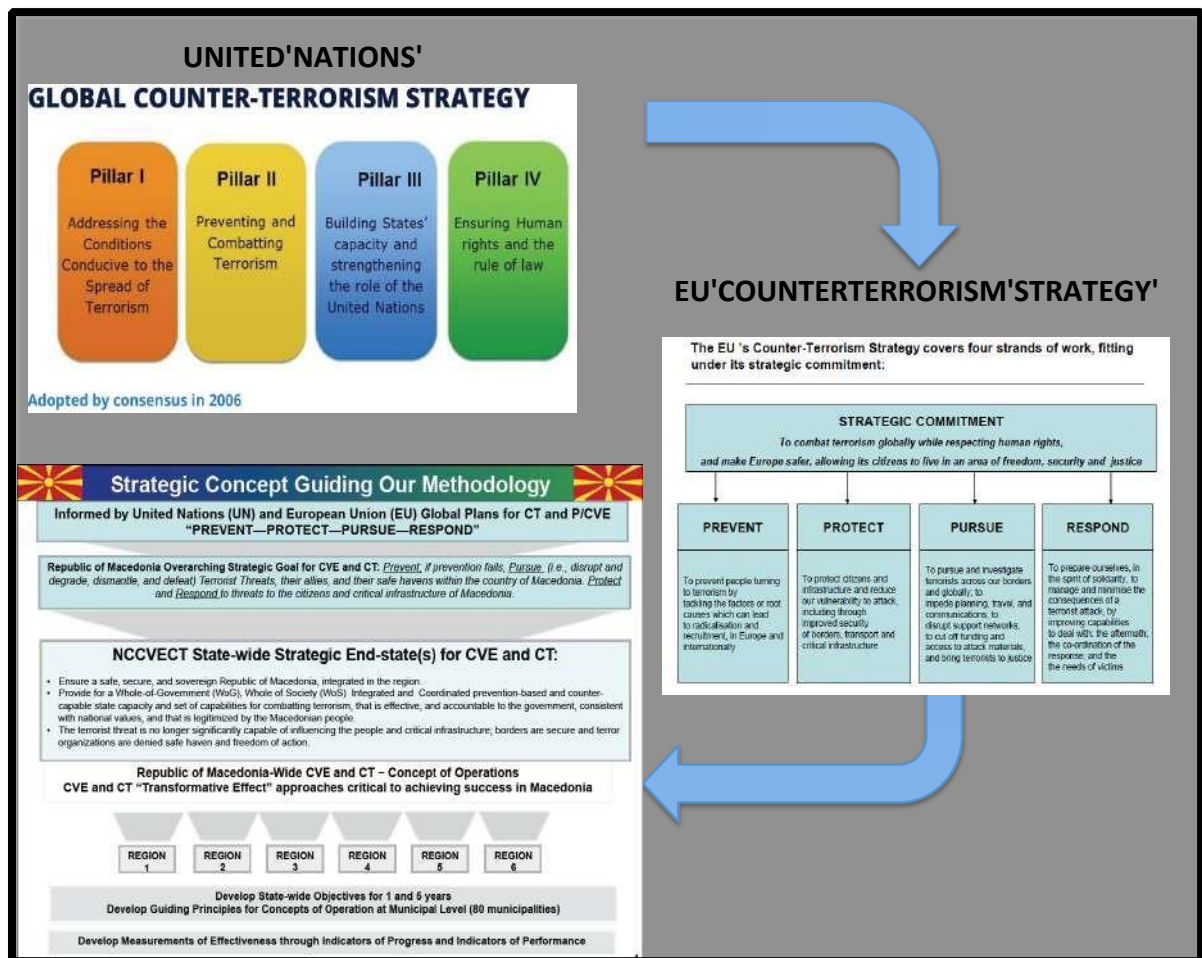 UNITED'NATIONS'
GLOBAL COUNTER-TERRORISM STRATEGY
Pillar I
Addressing the
Conditions
Conducive to the
Spread of
Terrorism
Pillar II
Preventing and
Combatting
Terrorism
Pillar III
Building States'
capacity and
strengthening
the role of the
United Nations
Pillar IV
Ensuring Human
rights and the
rule of law
Adopted by consensus in 2006
EU'COUNTERTERRORISM'STRATEGY'
The EU 's Counter-Terrorism Strategy covers four strands of work, fitting
under its strategic commitment:
STRATEGIC COMMITMENT
To combat terrorism globally while respecting human rights,
and make Europe safer, allowing its citizens to live in an area of freedom, security and justice
PREVENT
To prevent people turning
to terrorism by
tackling the factors or root
causes which can lead
to radicalisation and
recruitment, in Europe and
internationally
PROTECT
To protect citizens and
infrastructure and reduce
our vulnerability to attack,
including through
improved security
of borders, transport and
critical infrastructure
PURSUE
To pursue and investigate
terrorists across our borders
and globally; to
impede planning, travel, and
communications; to
disrupt support networks;
to cut off funding and
access to attack materials,
and bring terrorists to justice
RESPOND
To prepare ourselves, in
the spirit of solidarity, to
manage and minimise the
consequences of a
terrorist attack, by
improving capabilities
to deal with: the aftermath;
the co-ordination of the
response; and the
the needs of victims
Strategic Concept Guiding Our Methodology
Informed by United Nations (UN) and European Union (EU) Global Plans for CT and P/CVE
“PREVENT—PROTECT—PURSUE—RESPOND”
Republic of Macedonia Overarching Strategic Goal for CVE and CT: Prevent; if prevention fails, Pursue (i.e., disrupt and
degrade, dismantle, and defeat) Terrorist Threats, their allies, and their safe havens within the country of Macedonia. Protect
and Respond to threats to the citizens and critical infrastructure of Macedonia.
NCCVECT State-wide Strategic End-state(s) for CVE and CT:
• Ensure a safe, secure, and sovereign Republic of Macedonia, integrated in the region.
• Provide for a Whole-of-Government (WoG), Whole of Society (WoS) Integrated and Coordinated prevention-based and counter-
capable state capacity and set of capabilities for combatting terrorism, that is effective, and accountable to the government, consistent
with national values, and that is legitimized by the Macedonian people.
• The terrorist threat is no longer significantly capable of influencing the people and critical infrastructure; borders are secure and terror
organizations are denied safe haven and freedom of action.
Republic of Macedonia-Wide CVE and CT – Concept of Operations
CVE and CT “Transformative Effect” approaches critical to achieving success in Macedonia
REGION
1
REGION
2
REGION
3
REGION
4
REGION
5
REGION
6
Develop State-wide Objectives for 1 and 5 years
Develop Guiding Principles for Concepts of Operation at Municipal Level (80 municipalities)
Develop Measurements of Effectiveness through Indicators of Progress and Indicators of Performance